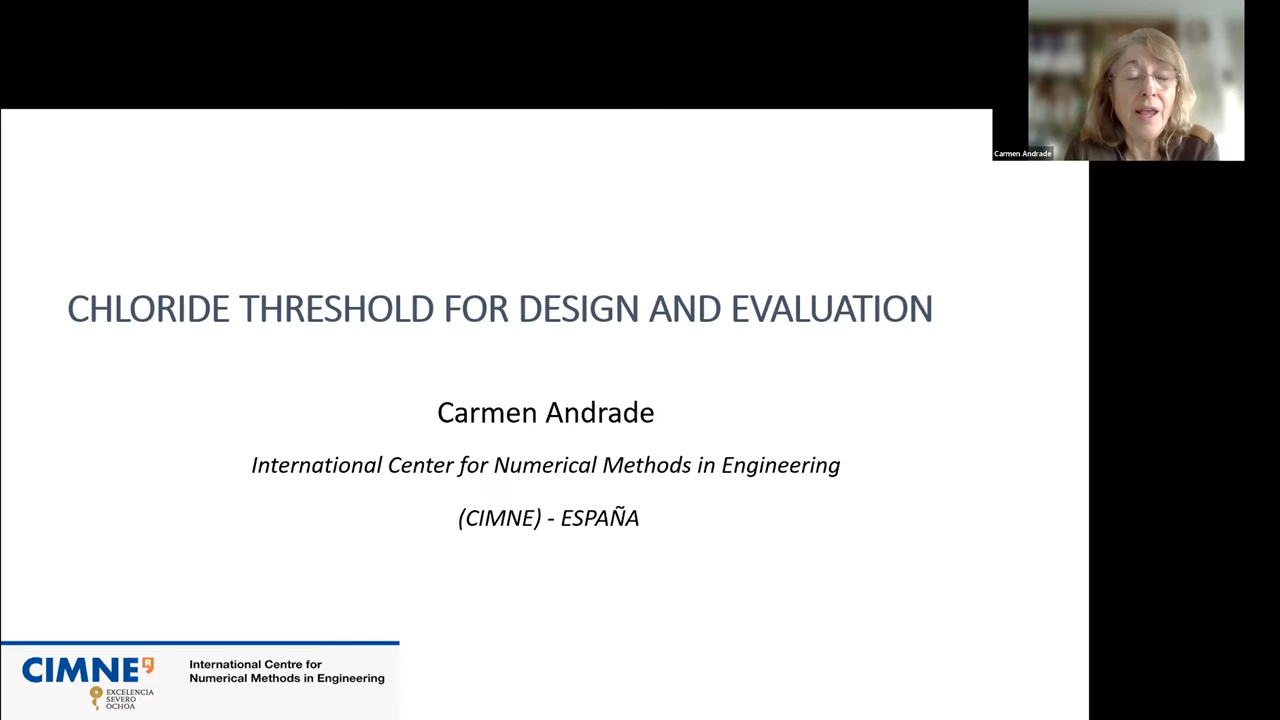 Carmen Andrade
CHLORIDE THRESHOLD FOR DESIGN AND EVALUATION
Carmen Andrade
International Center for Numerical Methods in Engineering
(CIMNE) - ESPAÑA
CIMNE R
International Centre for
Numerical Methods in Engineering
EXCELENCIA
SEVERO
OCHOA